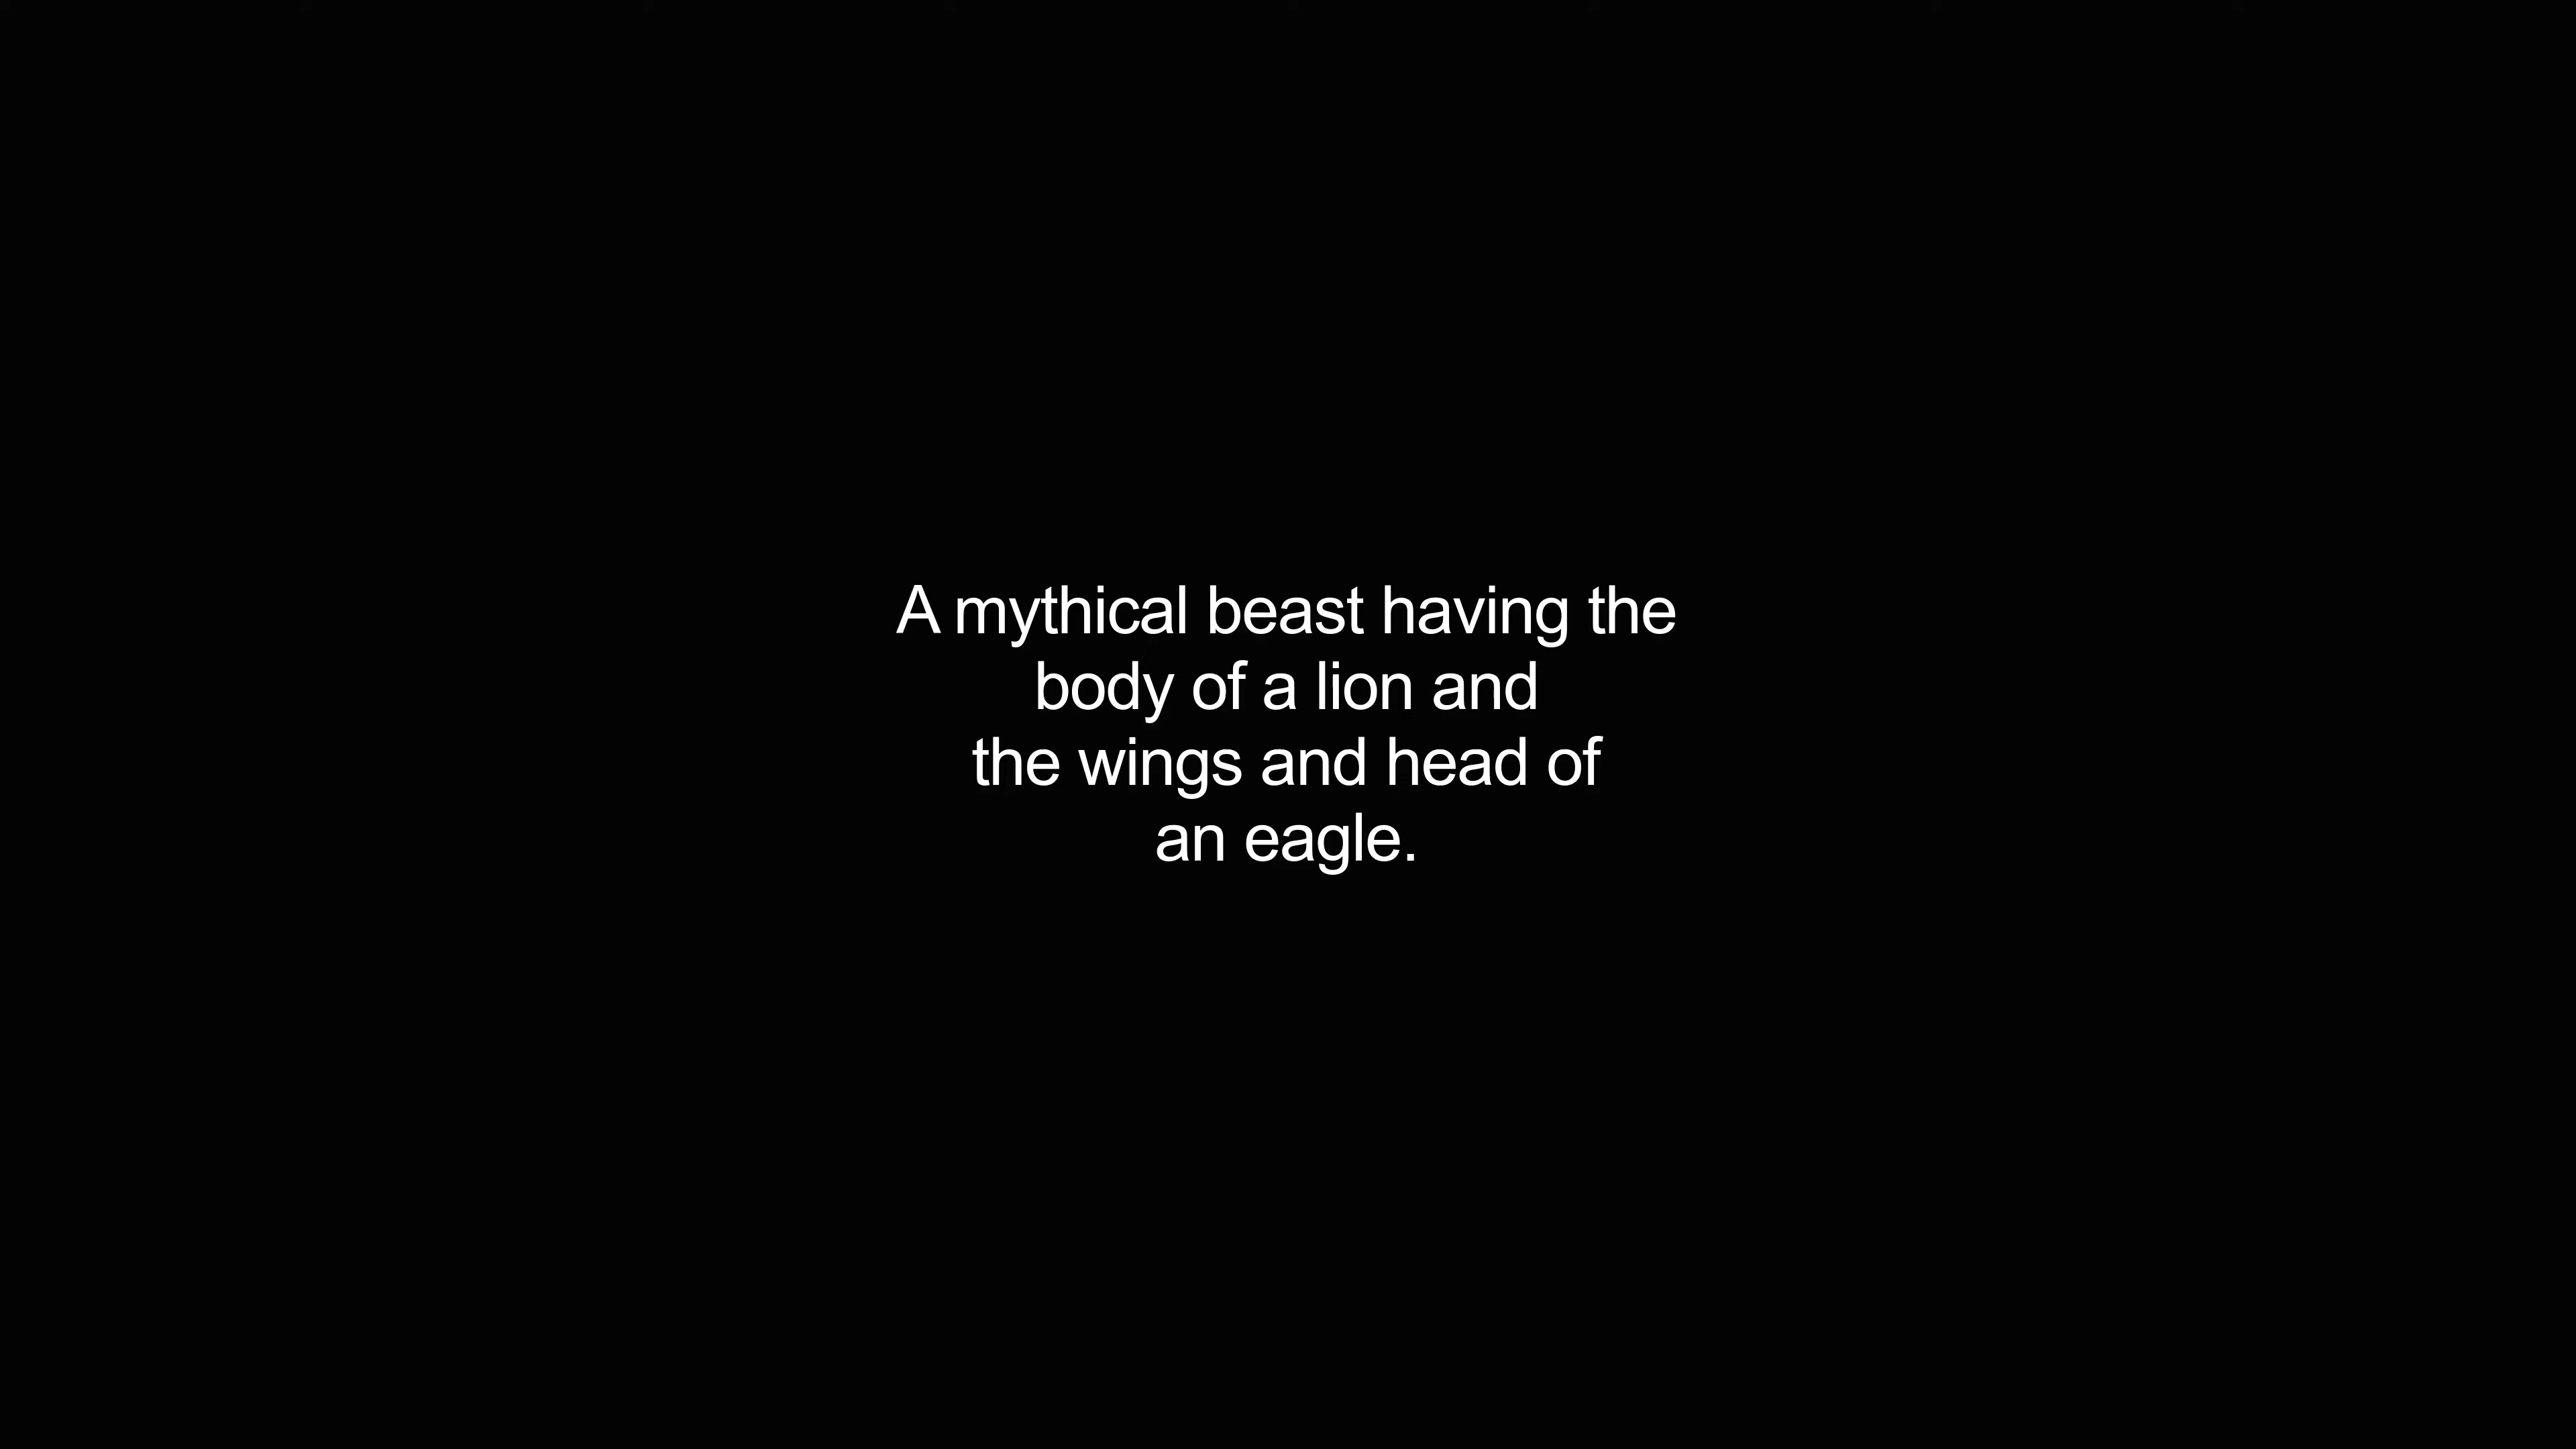 A mythical beast having the
body of a lion and
the wings and head of
an eagle.